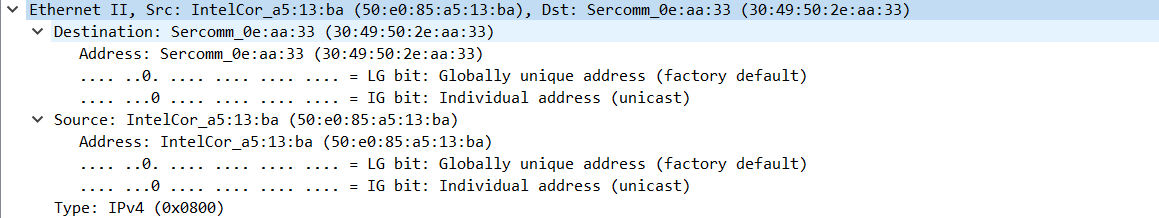 Ethernet II, Src: IntelCor_a5:13:ba (50:e0:85:a5:13:ba), Dst: Sercomm_0e:aa:33 (30:49:50:2e:aa:33)
Destination: Sercomm_0e:aa:33 (30:49:50:2e:aa:33)
Address: Sercomm_0e:aa:33 (30:49:50:2e:aa:33)
.... ..0. .... .... .... .... = LG bit: Globally unique address (factory default)
.... ...0 .... .... .... .... = IG bit: Individual address (unicast)
Source: IntelCor_a5:13:ba (50:e0:85:a5:13:ba)
Address: IntelCor_a5:13:ba (50:e0:85:a5:13:ba)
.... ..0. .... .... .... .... = LG bit: Globally unique address (factory default)
.... ...0 .... .... .... .... = IG bit: Individual address (unicast)
Type: IPv4 (0x0800)